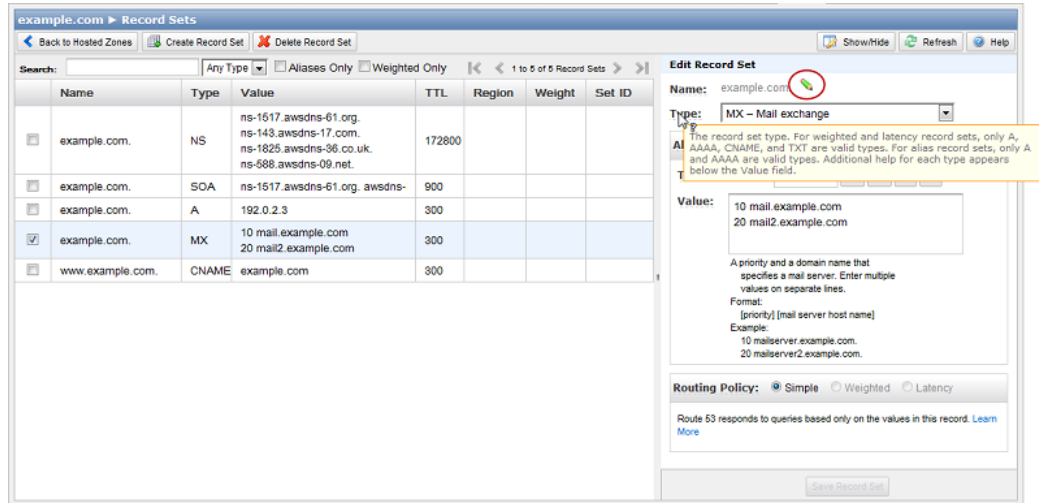 example.com ▶ Record Sets
Back to Hosted Zones Create Record Set Delete Record Set Show/Hide Refresh Help
Search: Any Type Aliases Only Weighted Only 1 to 5 of 5 Record Sets
Name Type Value TTL Region Weight Set ID
example.com. NS ns-1517.awsdns-61.org. 172800
ns-143.awsdns-17.com.
ns-1825.awsdns-36.co.uk.
ns-588.awsdns-09.net.
example.com. SOA ns-1517.awsdns-61.org. awsdns- 900
example.com. A 192.0.2.3 300
example.com. MX 10 mail.example.com 300
20 mail2.example.com
www.example.com. CNAME example.com 300
Edit Record Set
Name: example.com
Type: MX – Mail exchange
The record set type. For weighted and latency record sets, only A,
AAAA, CNAME, and TXT are valid types. For alias record sets, only A
and AAAA are valid types. Additional help for each type appears
below the Value field.
Al
T
Value: 10 mail.example.com
20 mail2.example.com
A priority and a domain name that
specifies a mail server. Enter multiple
values on separate lines.
Format:
[priority] [mail server host name]
Example:
10 mailserver.example.com.
20 mailserver2.example.com.
Routing Policy: Simple Weighted Latency
Route 53 responds to queries based only on the values in this record. Learn
More
Save Record Set